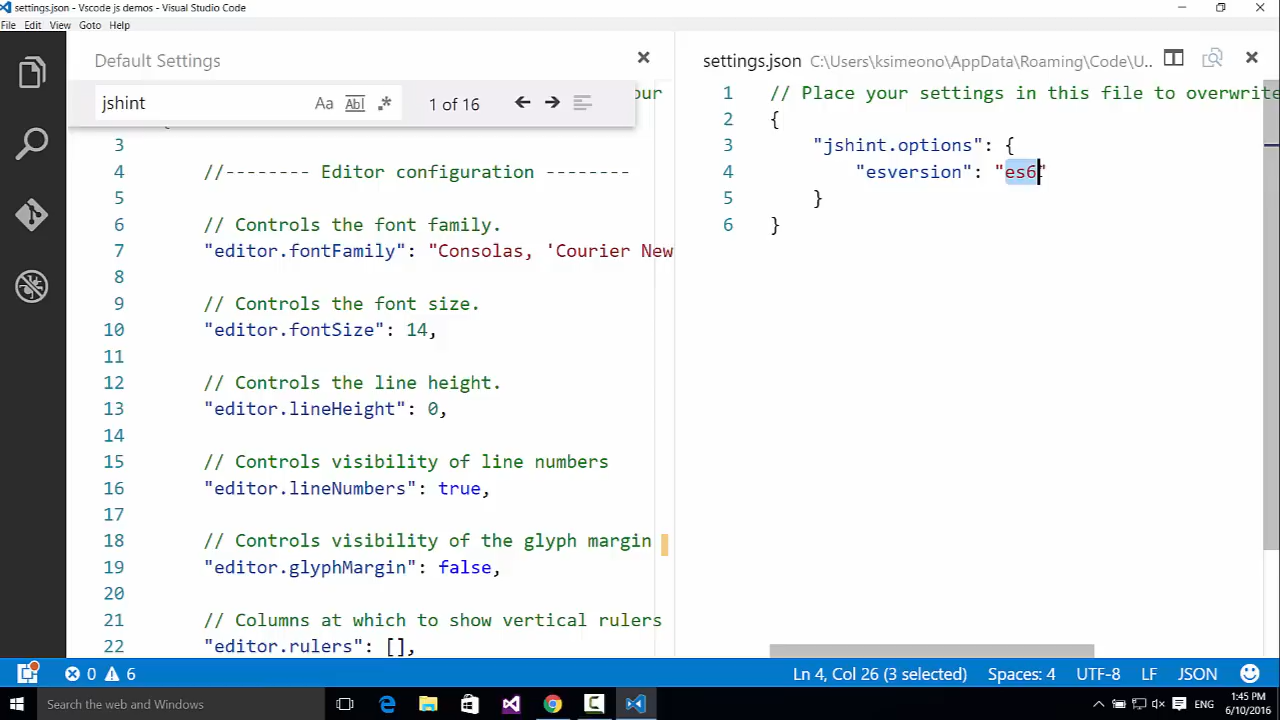 settings.json - Vscode js demos - Visual Studio Code
File Edit View Goto Help
Default Settings
jshint Aa Abl .* 1 of 16
our
3
4 //-------- Editor configuration --------
5
6 // Controls the font family.
7 "editor.fontFamily": "Consolas, 'Courier New
8
9 // Controls the font size.
10 "editor.fontSize": 14,
11
12 // Controls the line height.
13 "editor.lineHeight": 0,
14
15 // Controls visibility of line numbers
16 "editor.lineNumbers": true,
17
18 // Controls visibility of the glyph margin
19 "editor.glyphMargin": false,
20
21 // Columns at which to show vertical rulers
22 "editor.rulers": [],
settings.json C:\Users\ksimeono\AppData\Roaming\Code\U...
1 // Place your settings in this file to overwrite
2 {
3 "jshint.options": {
4 "esversion": "es6"
5 }
6 }
0 6 Ln 4, Col 26 (3 selected) Spaces: 4 UTF-8 LF JSON
Search the web and Windows
ENG
1:45 PM
6/10/2016